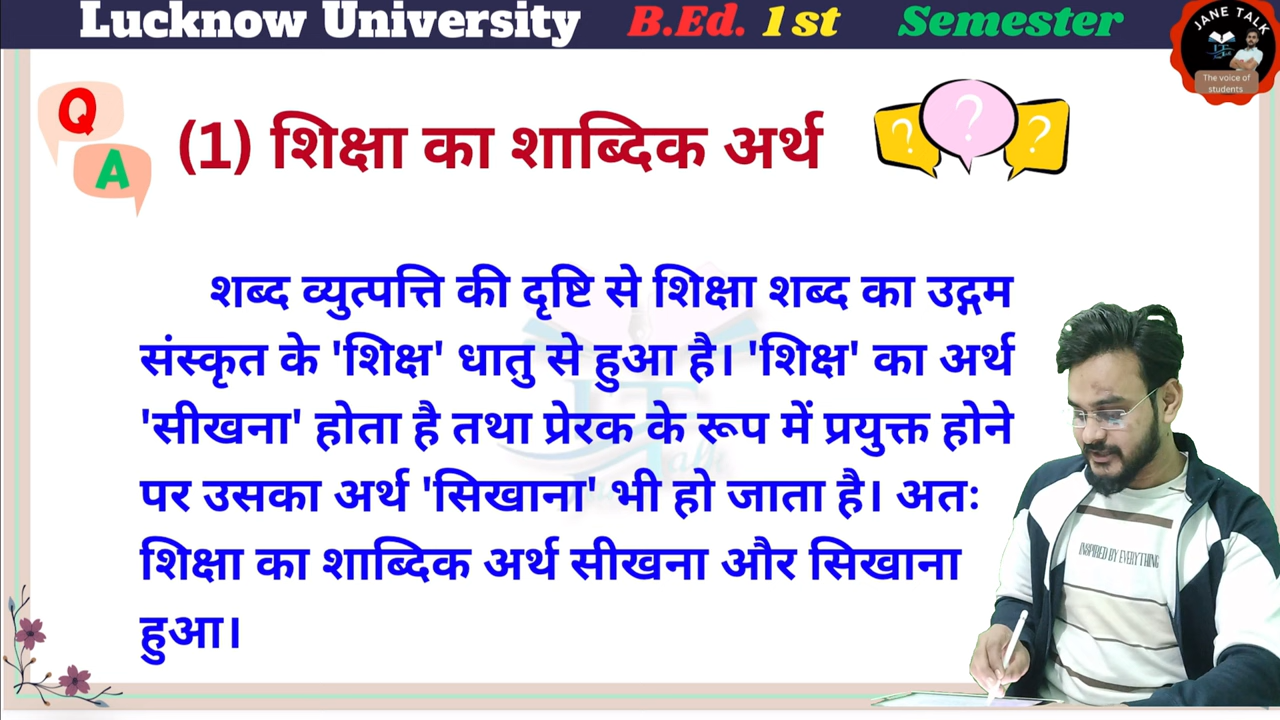 Lucknow University B.Ed. 1st Semester
JANE TALK
The voice of
students
Q
A
(1) शिक्षा का शाब्दिक अर्थ
? ? ?
शब्द व्युत्पत्ति की दृष्टि से शिक्षा शब्द का उद्गम
संस्कृत के 'शिक्ष' धातु से हुआ है। 'शिक्ष' का अर्थ
'सीखना' होता है तथा प्रेरक के रूप में प्रयुक्त होने
पर उसका अर्थ 'सिखाना' भी हो जाता है। अतः
शिक्षा का शाब्दिक अर्थ सीखना और सिखाना
हुआ।
INSPIRED BY EVERYTHING